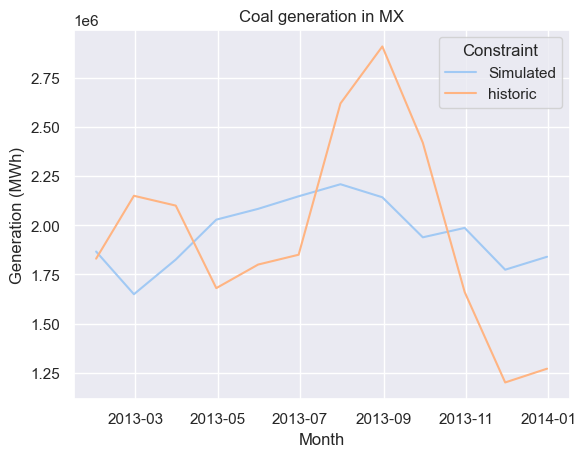 Coal generation in MX
1e6
Constraint
Simulated
historic
2.75
2.50
2.25
2.00
1.75
1.50
1.25
Generation (MWh)
2013-03 2013-05 2013-07 2013-09 2013-11 2014-01
Month